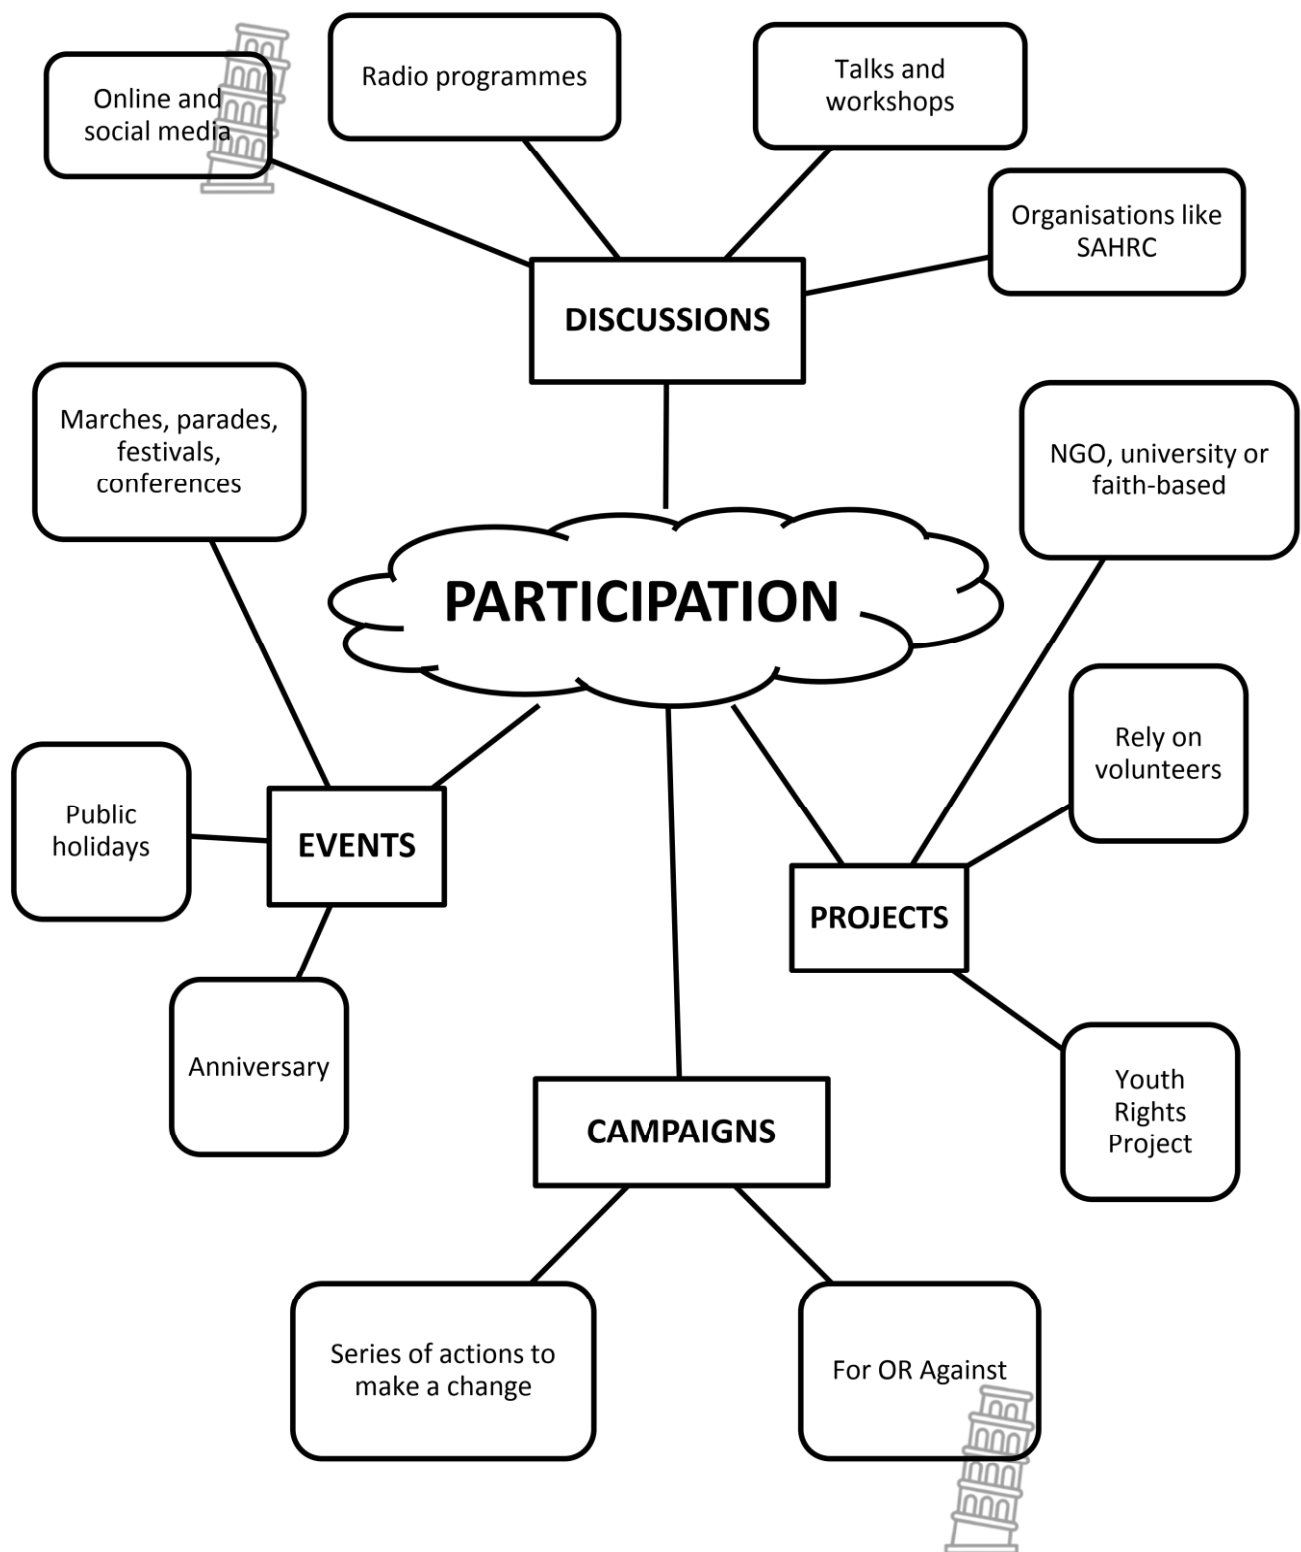 Online and
social media
Radio programmes
Talks and
workshops
Organisations like
SAHRC
DISCUSSIONS
Marches, parades,
festivals,
conferences
NGO, university or
faith-based
PARTICIPATION
Rely on
volunteers
Public
holidays
EVENTS
PROJECTS
Anniversary
Youth
Rights
Project
CAMPAIGNS
Series of actions to
make a change
For OR Against